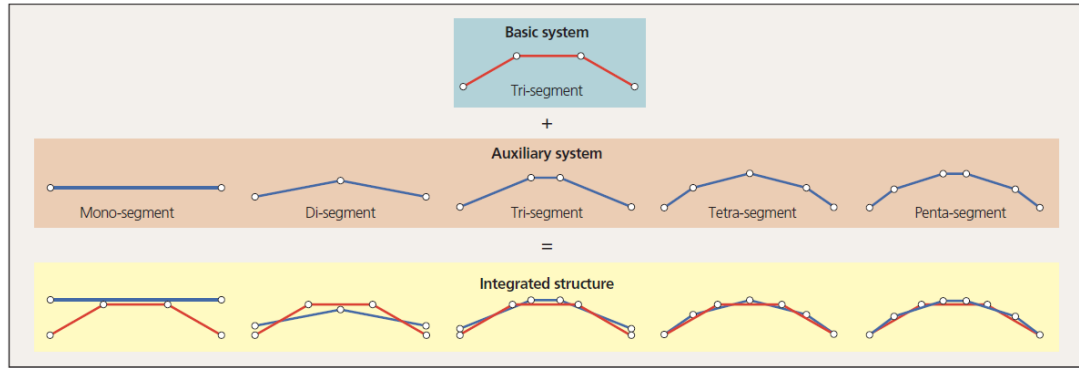 Basic system
Tri-segment
+
Auxiliary system
Mono-segment
Di-segment
Tri-segment
Tetra-segment
Penta-segment
=
Integrated structure